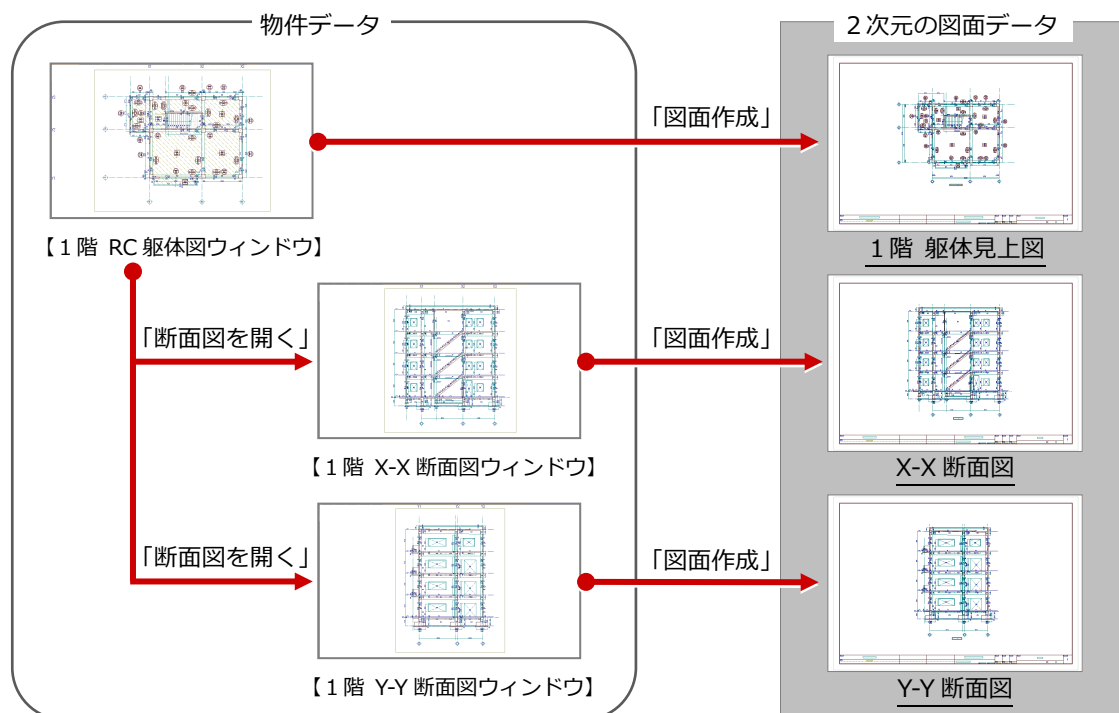 物件データ
２次元の図面データ
「図面作成」
【１階 RC 躯体図ウィンドウ】
１階 躯体見上図
「断面図を開く」
「図面作成」
【１階 X-X 断面図ウィンドウ】
X-X 断面図
「断面図を開く」
「図面作成」
【１階 Y-Y 断面図ウィンドウ】
Y-Y 断面図